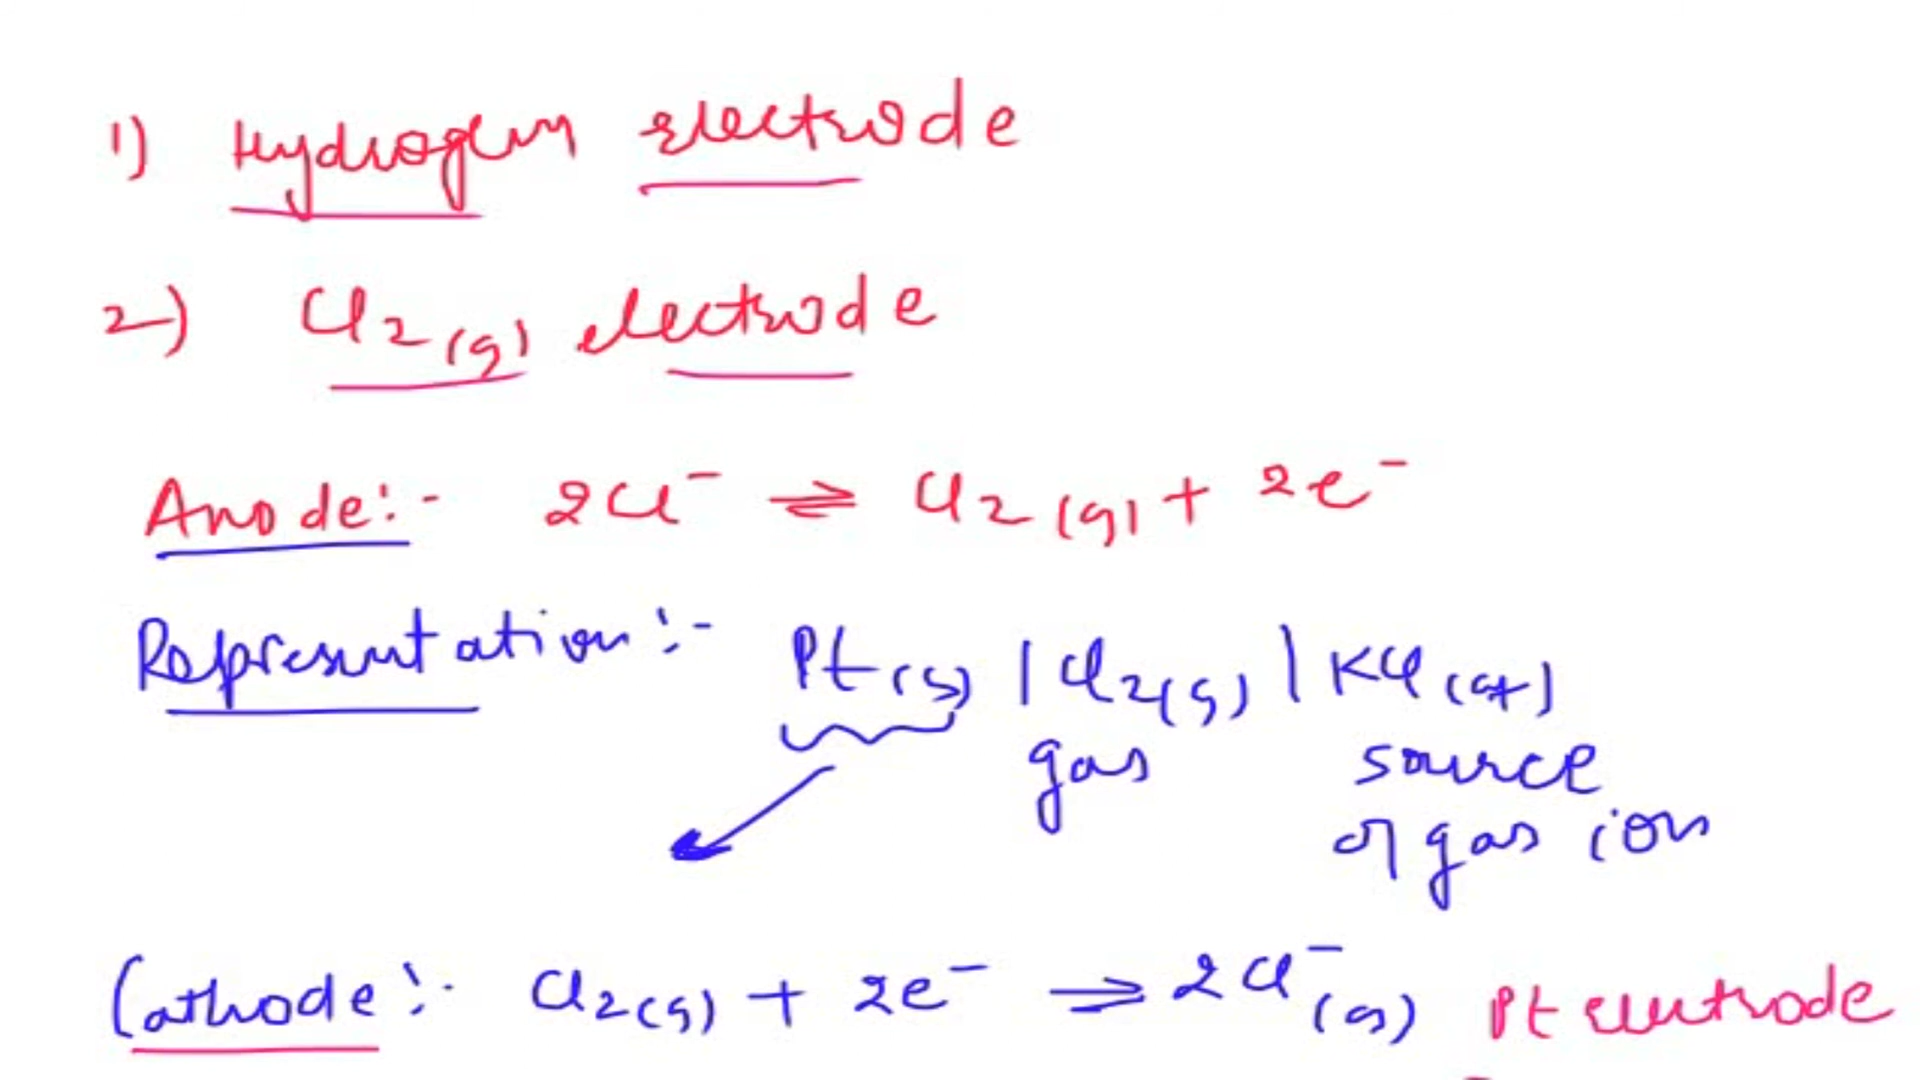 1) Hydrogen electrode
2) Cl2(g) electrode
Anode:- 2Cl⁻ ⇌ Cl2(g) + 2e⁻
Representation:- Pt(s) | Cl2(g) | KCl(aq)
gas source
of gas ion
Cathode:- Cl2(g) + 2e⁻ ⇌ 2Cl⁻(g) Pt electrode